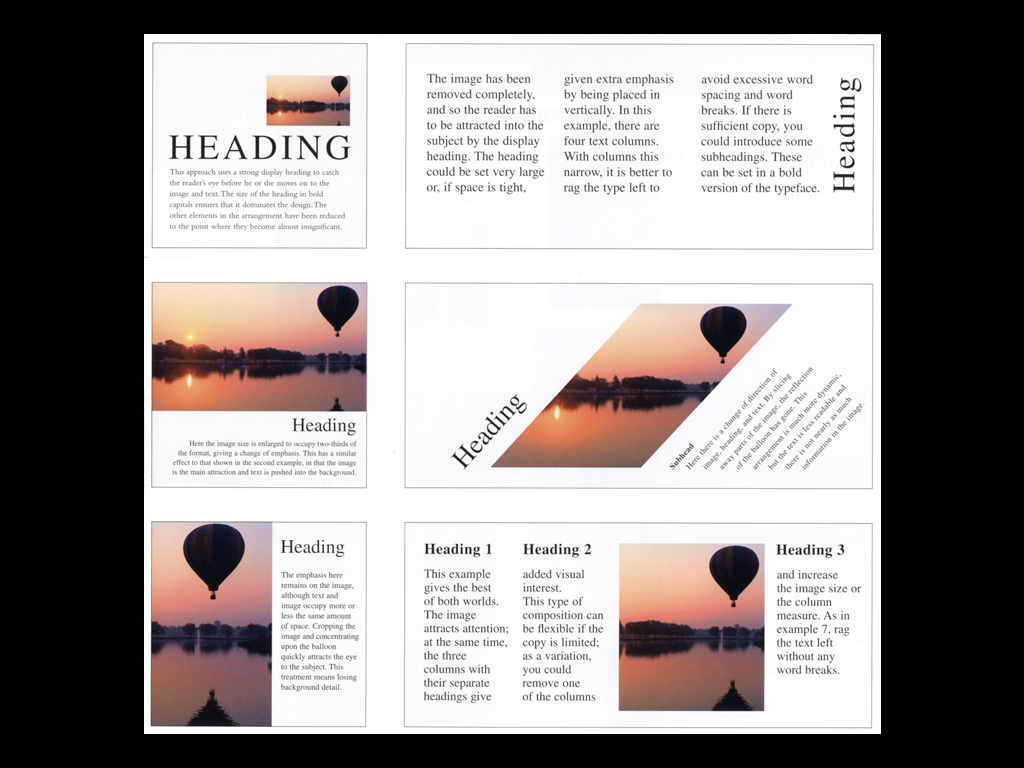 HEADING
This approach uses a strong display heading to catch
the reader's eye before he or she moves on to the
image and text. The size of the heading in bold
capitals ensures that it dominates the design. The
other elements in the arrangement have been reduced
to the point where they become almost insignificant.
The image has been
removed completely,
and so the reader has
to be attracted into the
subject by the display
heading. The heading
could be set very large
or, if space is tight,
given extra emphasis
by being placed in
vertically. In this
example, there are
four text columns.
With columns this
narrow, it is better to
rag the type left to
avoid excessive word
spacing and word
breaks. If there is
sufficient copy, you
could introduce some
subheadings. These
can be set in a bold
version of the typeface.
Heading
Heading
Here the image size is enlarged to occupy two-thirds of
the format, giving a change of emphasis. This has a similar
effect to that shown in the second example, in that the image
is the main attraction and text is pushed into the background.
Heading
Subhead
Here there is a change of direction of
image, heading, and text. By slicing
away parts of the image, the reflection
of the balloon has gone. This
arrangement is much more dynamic,
but the text is less readable and
there is not nearly as much
information in the image.
Heading
The emphasis here
remains on the image,
although text and
image occupy more or
less the same amount
of space. Cropping the
image and concentrating
upon the balloon
quickly attracts the eye
to the subject. This
treatment means losing
background detail.
Heading 1
This example
gives the best
of both worlds.
The image
attracts attention;
at the same time,
the three
columns with
their separate
headings give
Heading 2
added visual
interest.
This type of
composition can
be flexible if the
copy is limited;
as a variation,
you could
remove one
of the columns
Heading 3
and increase
the image size or
the column
measure. As in
example 7, rag
the text left
without any
word breaks.